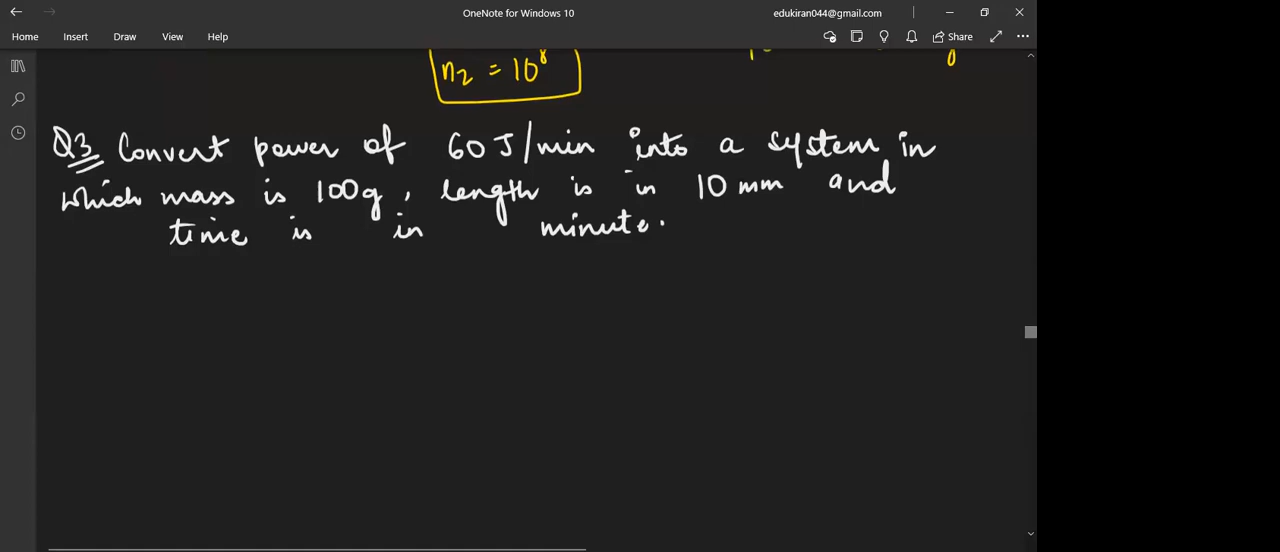 OneNote for Windows 10
edukiran044@gmail.com
Home Insert Draw View Help
Share
n₂ = 10⁸
Q3 Convert power of 60 J/min into a system in
which mass is 100g, length is in 10 mm and
time is in minute.